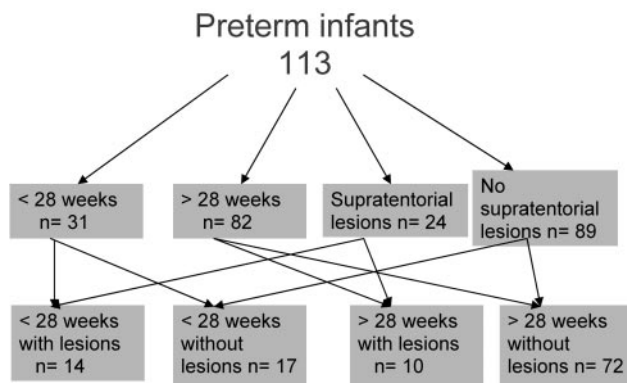 Preterm infants
113
< 28 weeks
n= 31
> 28 weeks
n= 82
Supratentorial
lesions n= 24
No
supratentorial
lesions n= 89
< 28 weeks
with lesions
n= 14
< 28 weeks
without
lesions n= 17
> 28 weeks
with lesions
n= 10
> 28 weeks
without
lesions n= 72